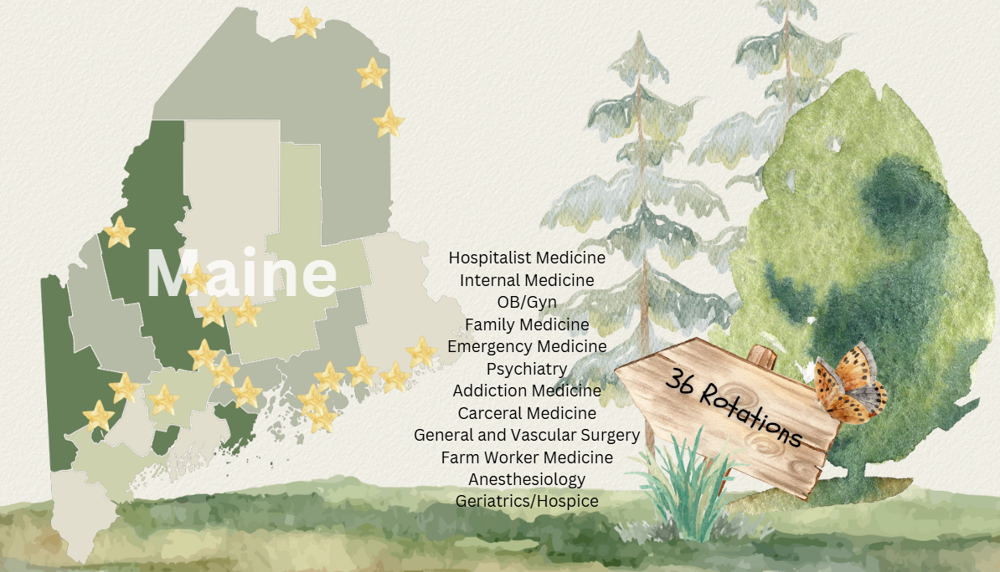 Maine
Hospitalist Medicine
Internal Medicine
OB/Gyn
Family Medicine
Emergency Medicine
Psychiatry
Addiction Medicine
Carceral Medicine
General and Vascular Surgery
Farm Worker Medicine
Anesthesiology
Geriatrics/Hospice
36 Rotations